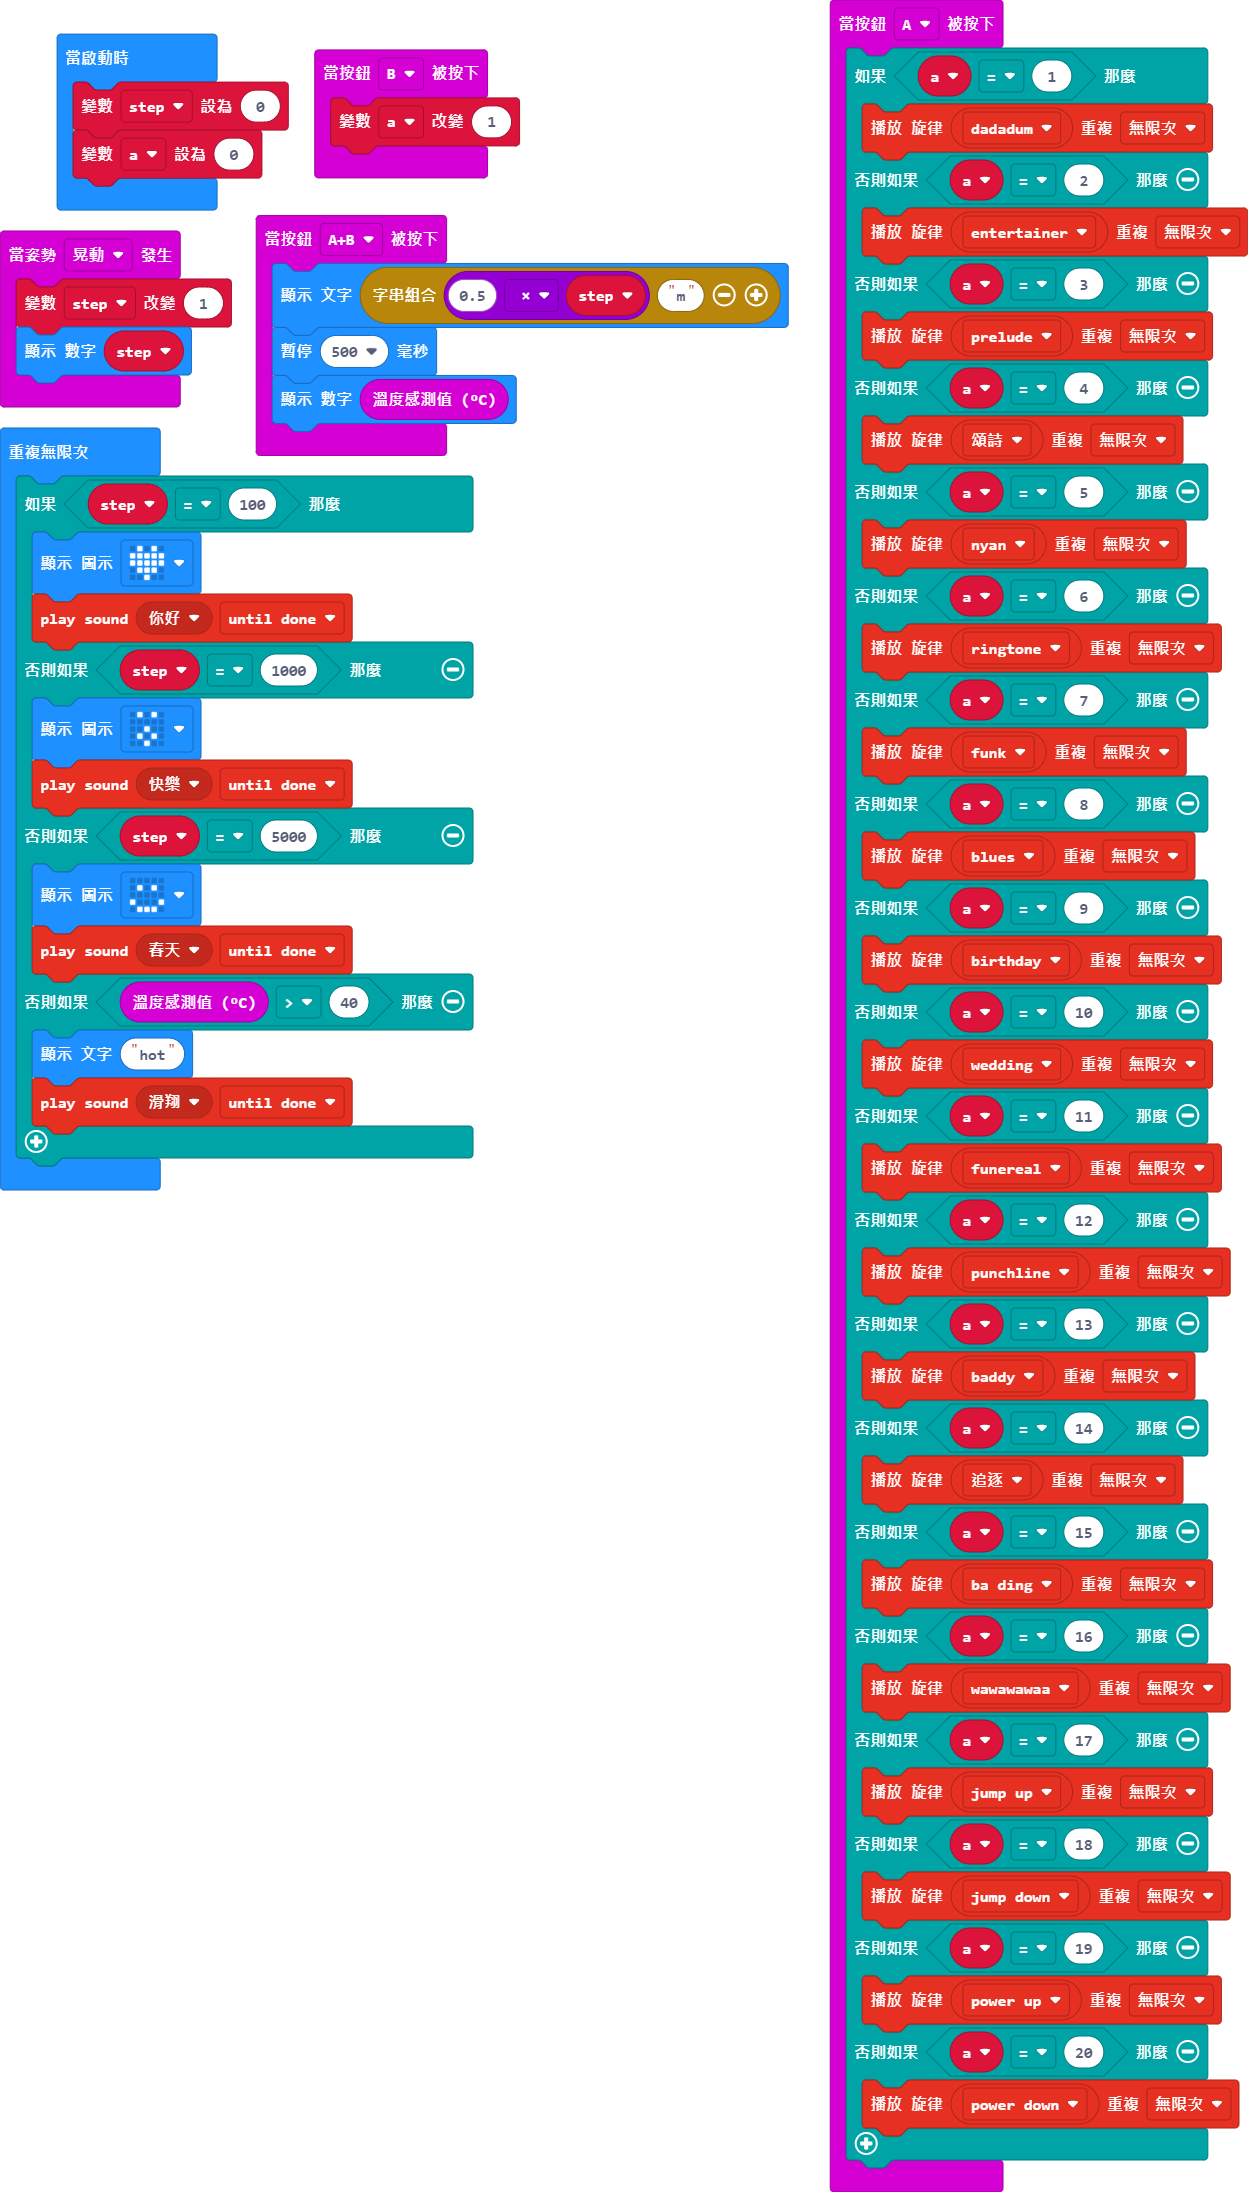 當啟動時
變數 step 設為 0
變數 a 設為 0
當按鈕 B 被按下
變數 a 改變 1
當姿勢 晃動 發生
變數 step 改變 1
顯示 數字 step
當按鈕 A+B 被按下
顯示 文字 字串組合 0.5 × step "m"
暫停 500 毫秒
顯示 數字 溫度感測值 (ºC)
重複無限次
如果 step = 100 那麼
顯示 圖示
play sound 你好 until done
否則如果 step = 1000 那麼
顯示 圖示
play sound 快樂 until done
否則如果 step = 5000 那麼
顯示 圖示
play sound 春天 until done
否則如果 溫度感測值 (ºC) > 40 那麼
顯示 文字 "hot"
play sound 滑翔 until done
當按鈕 A 被按下
如果 a = 1 那麼
播放 旋律 dadadum 重複 無限次
否則如果 a = 2 那麼
播放 旋律 entertainer 重複 無限次
否則如果 a = 3 那麼
播放 旋律 prelude 重複 無限次
否則如果 a = 4 那麼
播放 旋律 頌詩 重複 無限次
否則如果 a = 5 那麼
播放 旋律 nyan 重複 無限次
否則如果 a = 6 那麼
播放 旋律 ringtone 重複 無限次
否則如果 a = 7 那麼
播放 旋律 funk 重複 無限次
否則如果 a = 8 那麼
播放 旋律 blues 重複 無限次
否則如果 a = 9 那麼
播放 旋律 birthday 重複 無限次
否則如果 a = 10 那麼
播放 旋律 wedding 重複 無限次
否則如果 a = 11 那麼
播放 旋律 funereal 重複 無限次
否則如果 a = 12 那麼
播放 旋律 punchline 重複 無限次
否則如果 a = 13 那麼
播放 旋律 baddy 重複 無限次
否則如果 a = 14 那麼
播放 旋律 追逐 重複 無限次
否則如果 a = 15 那麼
播放 旋律 ba ding 重複 無限次
否則如果 a = 16 那麼
播放 旋律 wawawawaa 重複 無限次
否則如果 a = 17 那麼
播放 旋律 jump up 重複 無限次
否則如果 a = 18 那麼
播放 旋律 jump down 重複 無限次
否則如果 a = 19 那麼
播放 旋律 power up 重複 無限次
否則如果 a = 20 那麼
播放 旋律 power down 重複 無限次